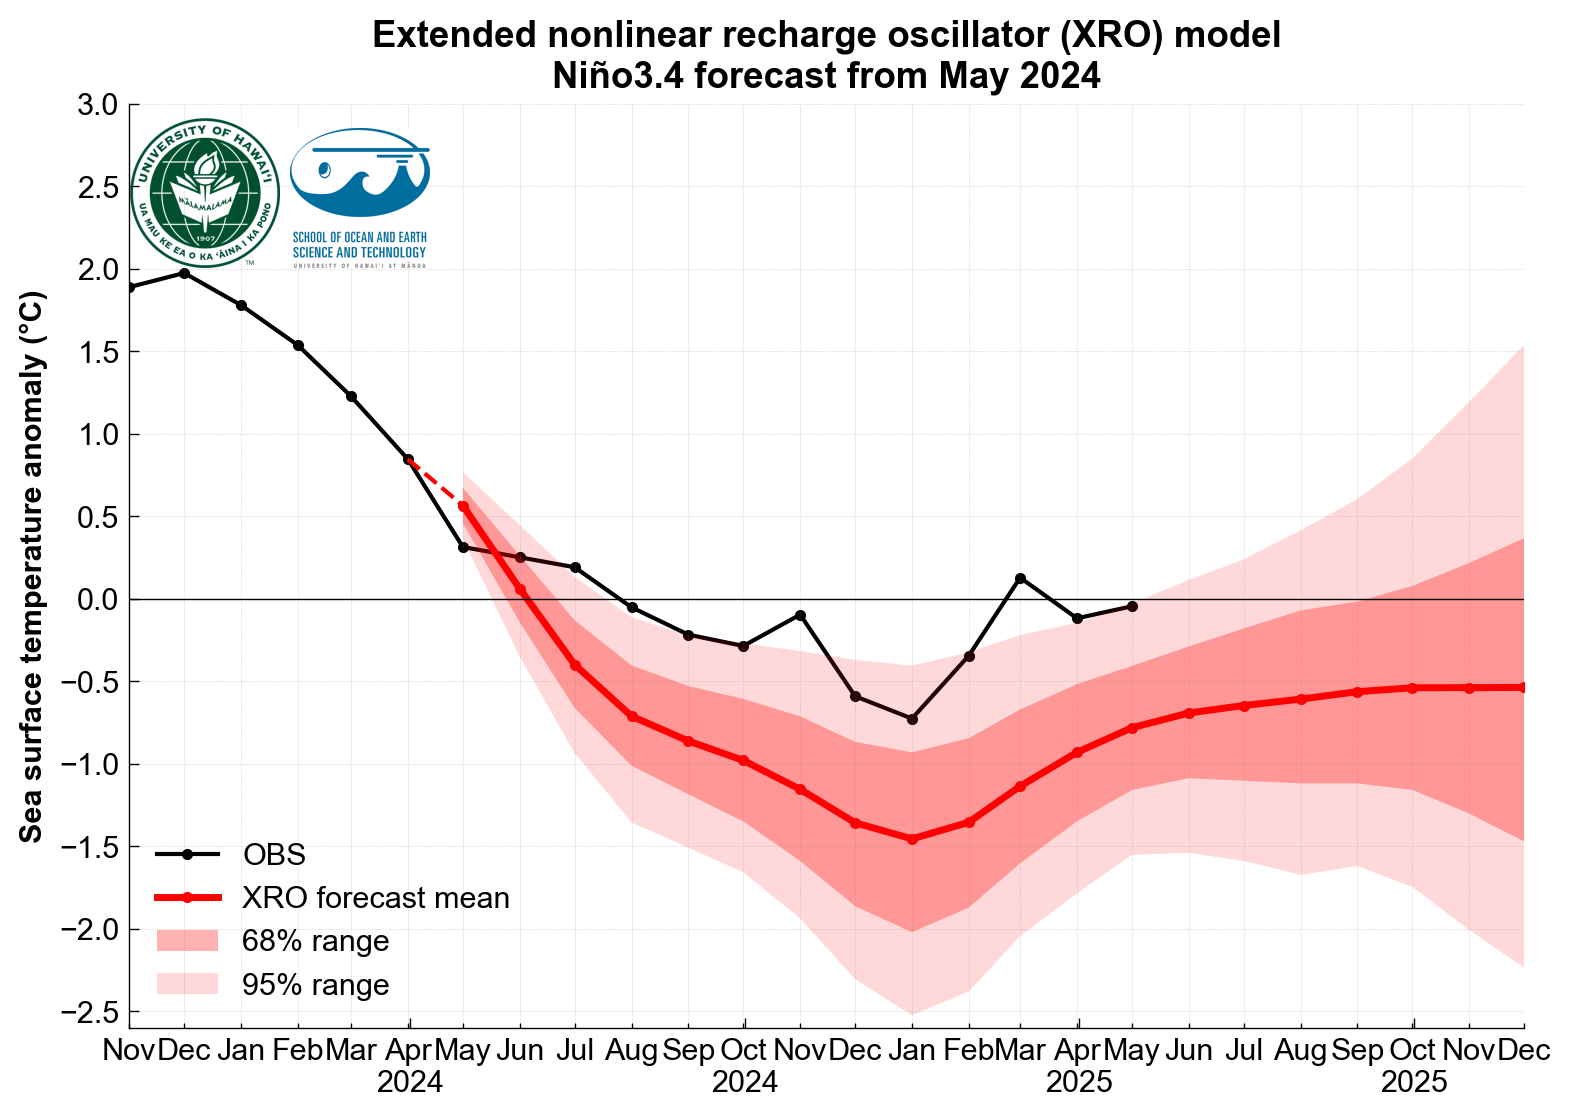 Extended nonlinear recharge oscillator (XRO) model
Niño3.4 forecast from May 2024
UNIVERSITY OF HAWAI‘I
MĀLAMALAMA
1907
UA MAU KE EA O KA ‘ĀINA I KA PONO
TM
SCHOOL OF OCEAN AND EARTH
SCIENCE AND TECHNOLOGY
UNIVERSITY OF HAWAI‘I AT MĀNOA
Sea surface temperature anomaly (°C)
3.0
2.5
2.0
1.5
1.0
0.5
0.0
−0.5
−1.0
−1.5
−2.0
−2.5
OBS
XRO forecast mean
68% range
95% range
Nov Dec Jan Feb Mar Apr May Jun Jul Aug Sep Oct Nov Dec Jan Feb Mar Apr May Jun Jul Aug Sep Oct Nov Dec
2024 2024 2025 2025